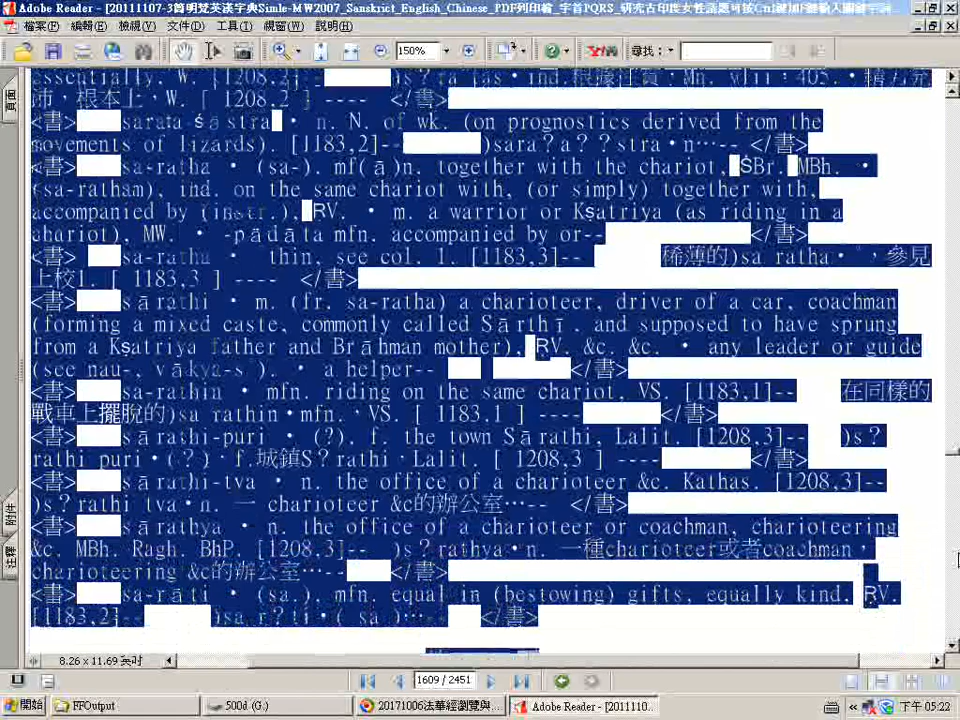 Adobe Reader - [20111107-3簡明梵英漢字典Simle-MW2007_Sanskrict_English_Chinese_PDF列印輸_字首PQRS_研究古印度女性議題可按Ctrl鍵加F鍵輸入關鍵字
檔案(F) 編輯(E) 檢視(V) 文件(D) 工具(T) 視窗(W) 說明(H)
150% 尋找:
頁面
essentially, W. [1208,2]-- )s?ra tas•ind.根據性質,Mn. viii; 405.•精力充
沛,根本上,W. [ 1208,2 ] ---- </書>
<書> saraṭa-śāstra • n. N. of wk. (on prognostics derived from the
movements of lizards). [1183,2]-- )sara?a??stra•n…-- </書>
<書> sa-ratha • (sa-). mf(ā)n. together with the chariot, ŚBr. MBh. •
(sa-ratham), ind. on the same chariot with, (or simply) together with,
accompanied by (instr.), RV. • m. a warrior or Kṣatriya (as riding in a
chariot), MW. • -pādāta mfn. accompanied by or-- </書>
<書> sa-rathu • thin, see col. 1. [1183,3]-- 稀薄的)sa ratha•,參見
上校1. [ 1183,3 ] ---- </書>
<書> sārathi • m. (fr. sa-ratha) a charioteer, driver of a car, coachman
(forming a mixed caste, commonly called Sārthī. and supposed to have sprung
from a Kṣatriya father and Brāhman mother), RV. &c. &c. • any leader or guide
(see nau-, vākya-s ). • a helper-- </書>
<書> sa-rathin • mfn. riding on the same chariot, VS. [1183,1]-- 在同樣的
戰車上擺脫的)sa rathin•mfn.,VS. [ 1183,1 ] ---- </書>
<書> sārathi-puri • (?). f. the town Sārathi, Lalit. [1208,3]-- )s?
rathi puri•(?), f.城鎮S?rathi,Lalit. [ 1208,3 ] ---- </書>
<書> sārathi-tva • n. the office of a charioteer &c. Kathas. [1208,3]--
)s?rathi tva•n. 一 charioteer &c的辦公室…-- </書>
<書> sārathya • n. the office of a charioteer or coachman, charioteering
&c. MBh. Ragh. BhP. [1208,3]-- )s?rathya•n. 一種charioteer或者coachman,
charioteering &c的辦公室…-- </書>
<書> sa-rāti • (sa.), mfn. equal in (bestowing) gifts, equally kind, RV.
[1183,2]-- )sa r?ti•( sa)…-- </書>
附件
注釋
8.26 x 11.69 英吋
1609 / 2451
開始 FFOutput 500d (G:) 20171006法華經瀏覽與... Adobe Reader - [2011110... 下午 05:22